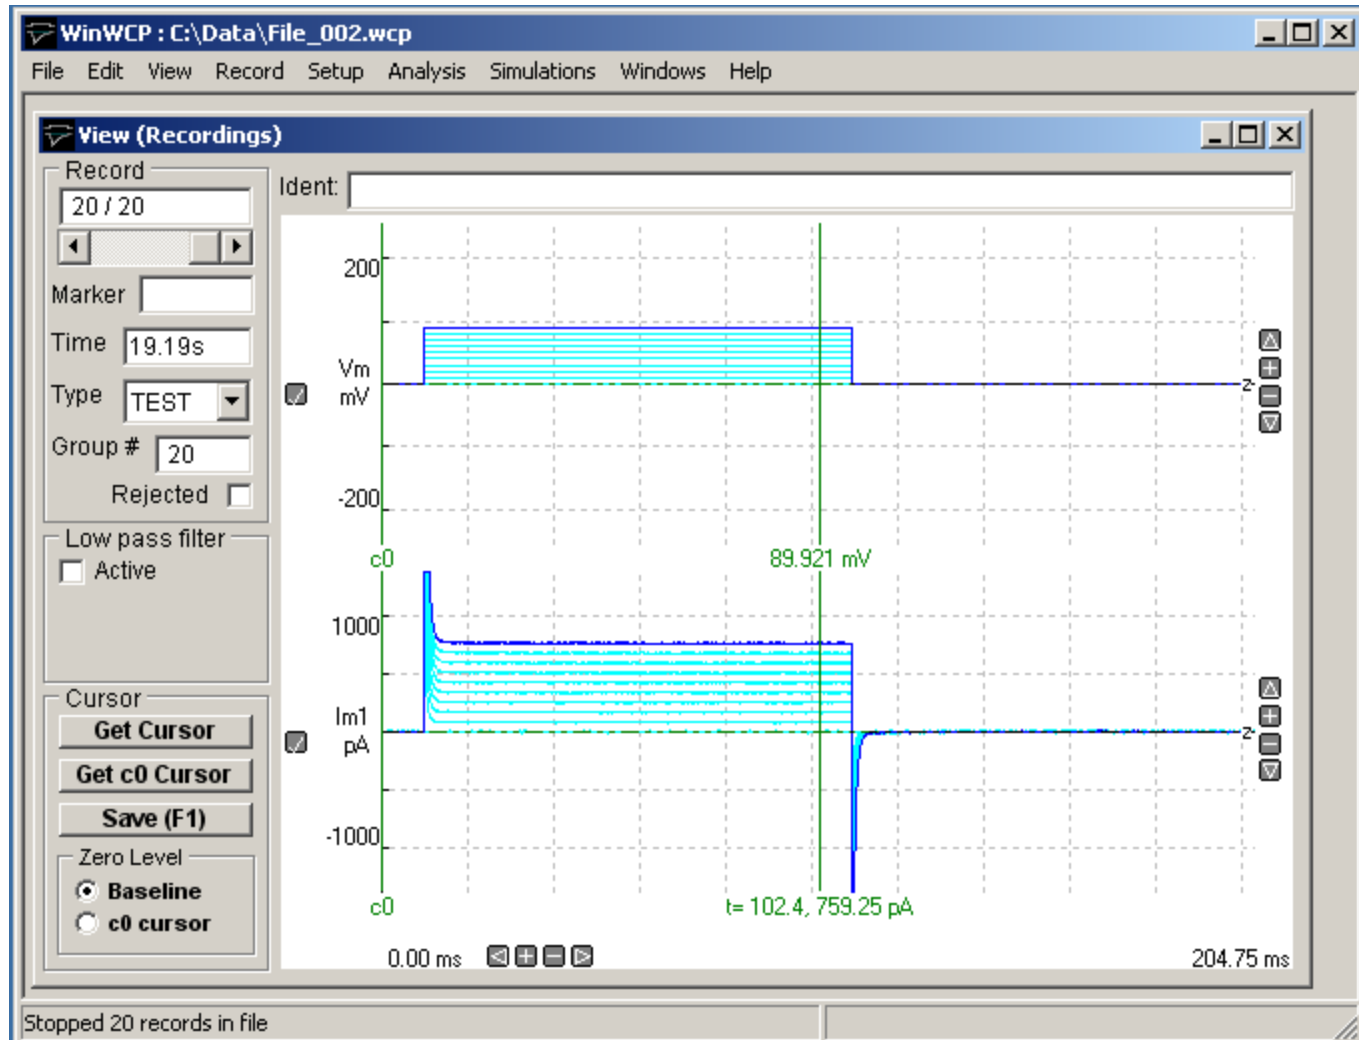 WinWCP : C:\Data\File_002.wcp
File Edit View Record Setup Analysis Simulations Windows Help
View (Recordings)
Record
20 / 20
Marker
Time 19.19s
Type TEST
Group # 20
Rejected
Low pass filter
Active
Cursor
Get Cursor
Get c0 Cursor
Save (F1)
Zero Level
Baseline
c0 cursor
Ident:
200
Vm
mV
z
-200
c0 89.921 mV
1000
Im1
pA
z
-1000
c0 t= 102.4, 759.25 pA
0.00 ms 204.75 ms
Stopped 20 records in file